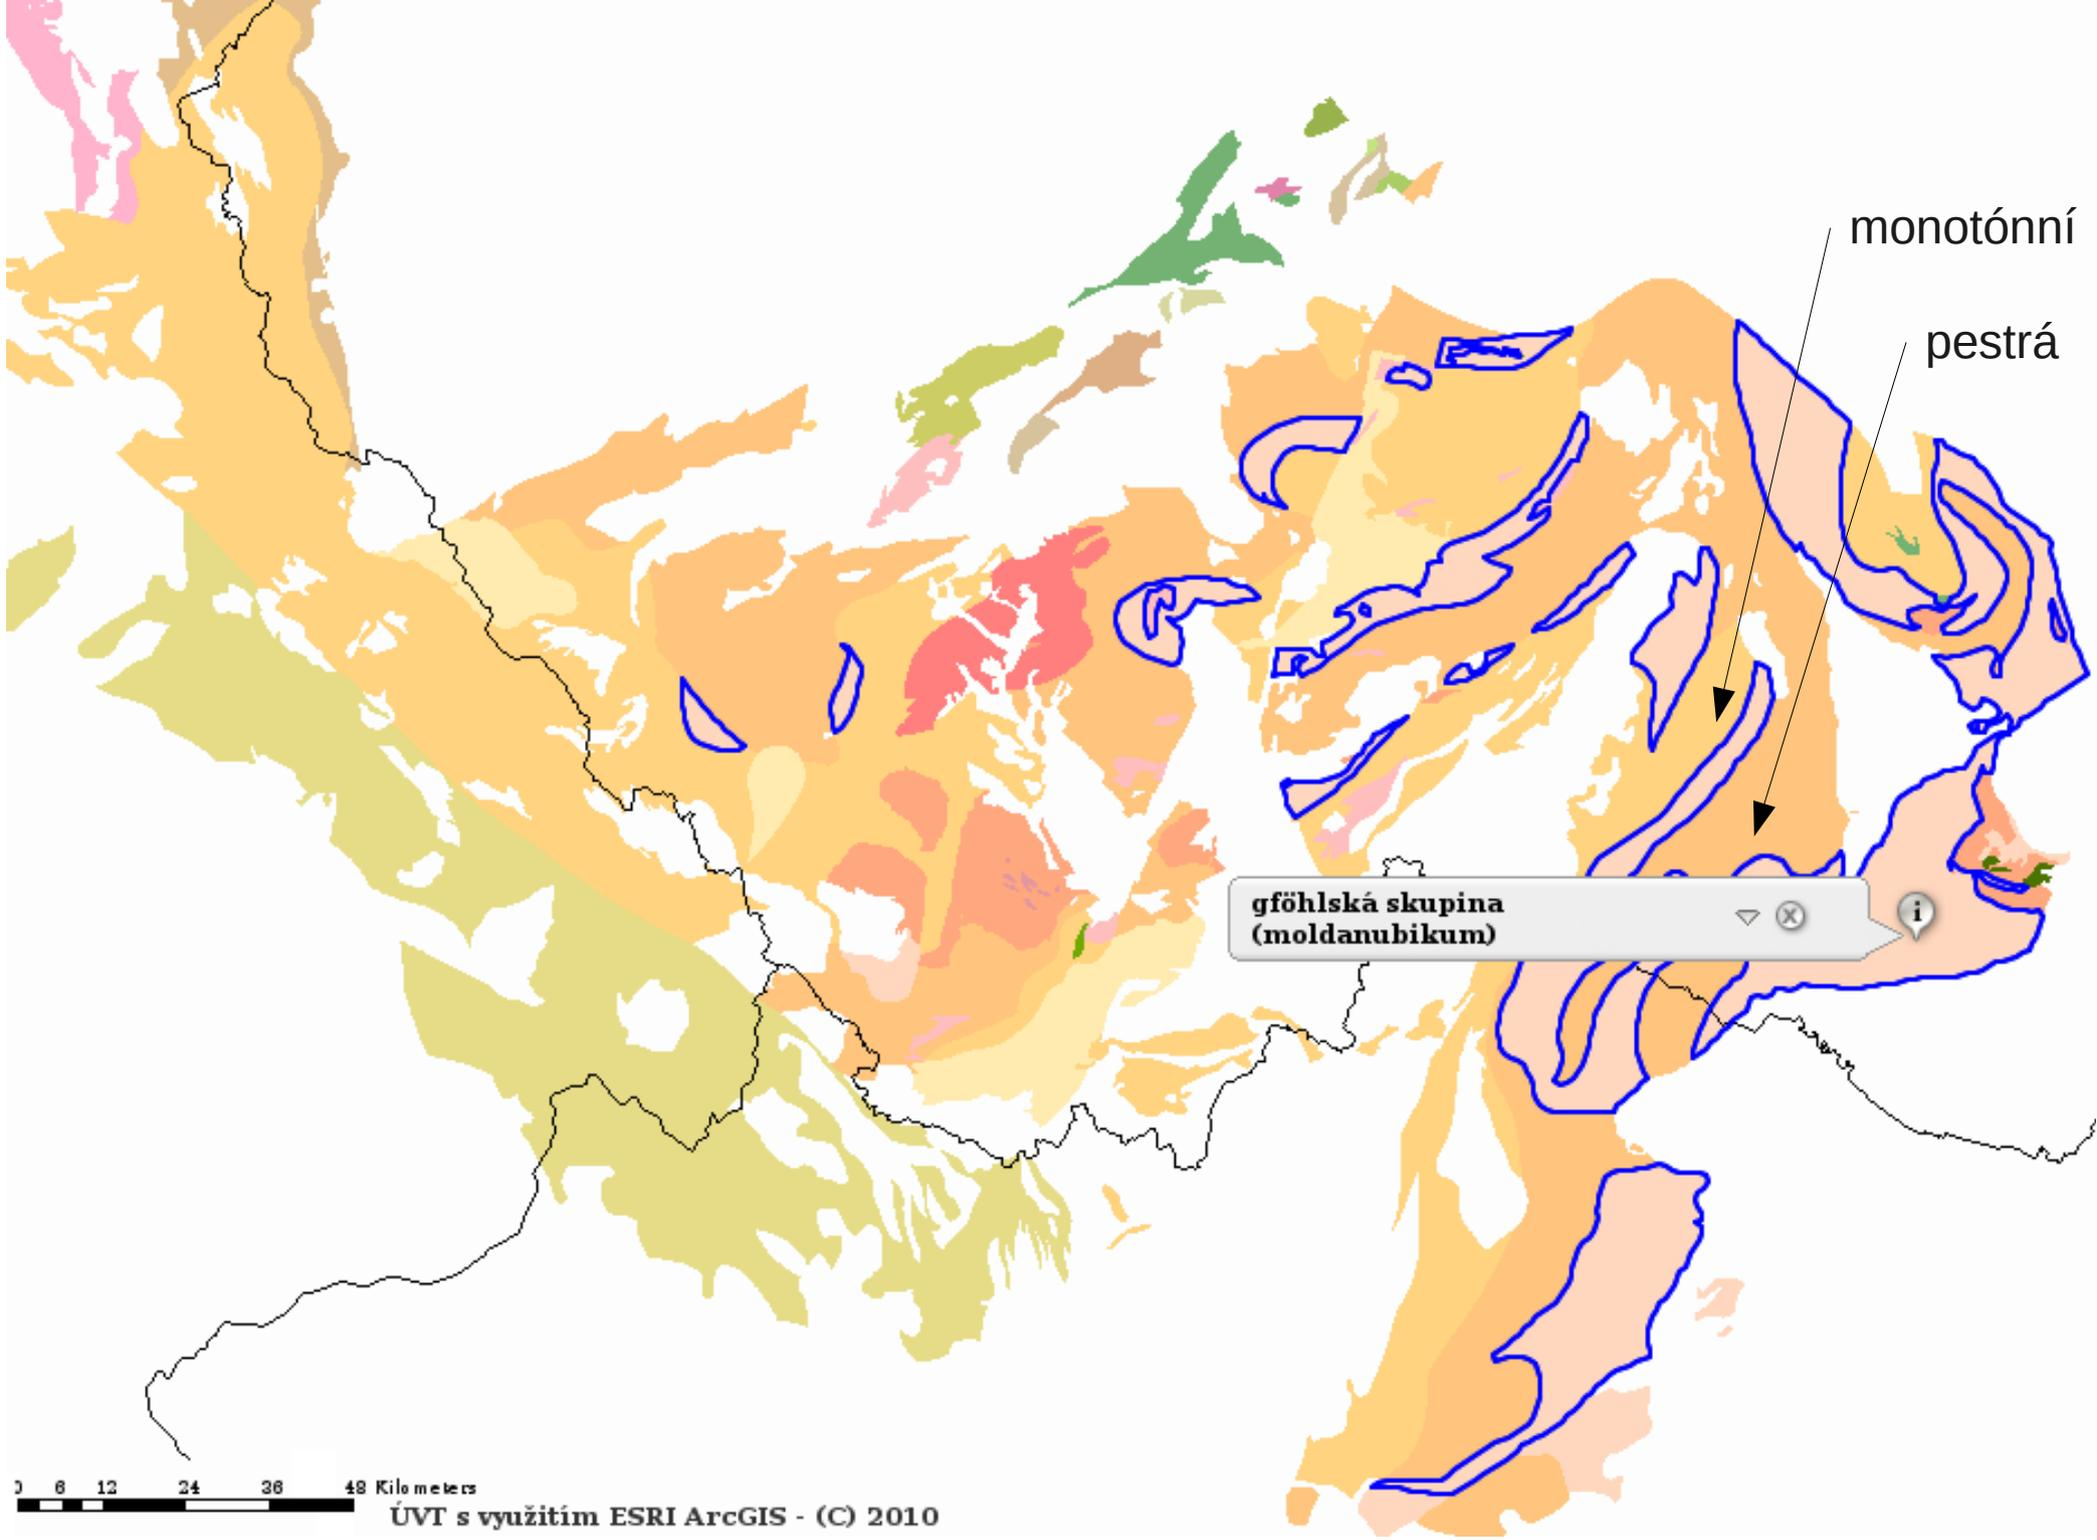 monotónní
pestrá
gföhlská skupina
(moldanubikum)
i
0 6 12 24 36 48 Kilometers
ÚVT s využitím ESRI ArcGIS - (C) 2010